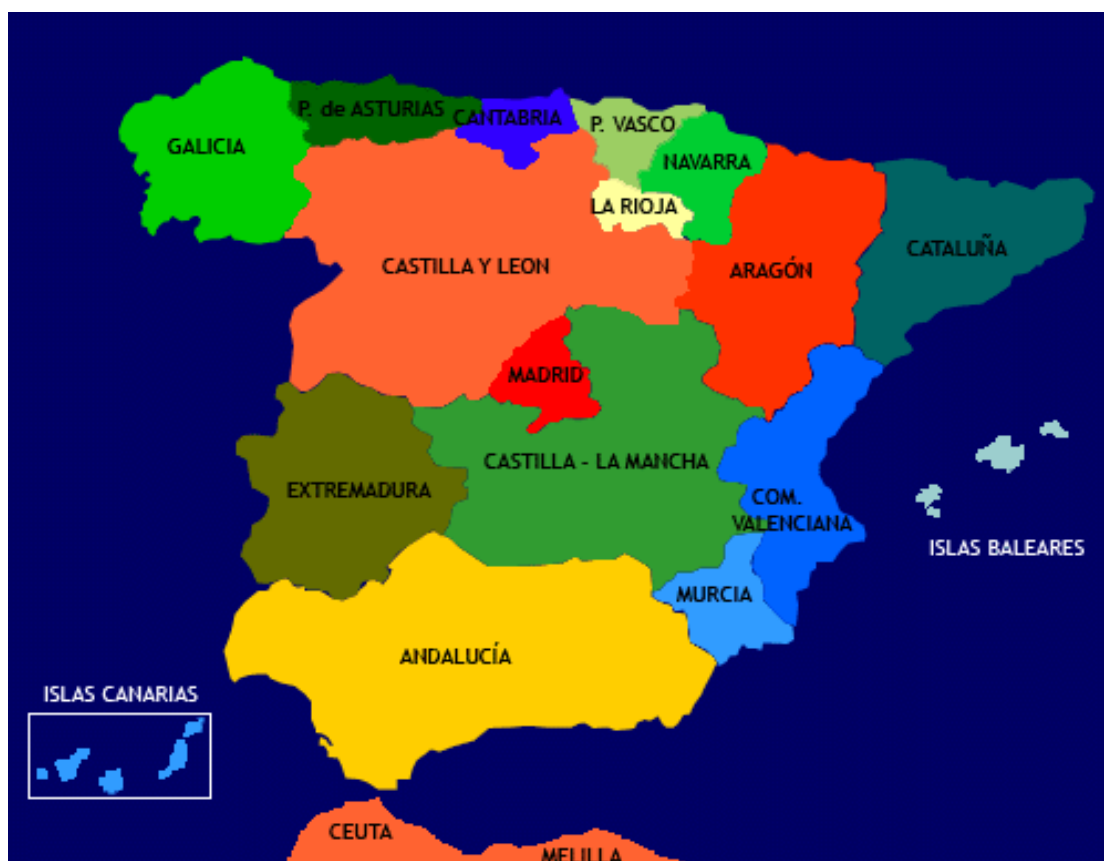 P. de ASTURIAS
CANTABRIA
P. VASCO
GALICIA
NAVARRA
LA RIOJA
CATALUÑA
CASTILLA Y LEON
ARAGÓN
MADRID
CASTILLA - LA MANCHA
EXTREMADURA
COM.
VALENCIANA
ISLAS BALEARES
MURCIA
ANDALUCÍA
ISLAS CANARIAS
CEUTA
MELILLA